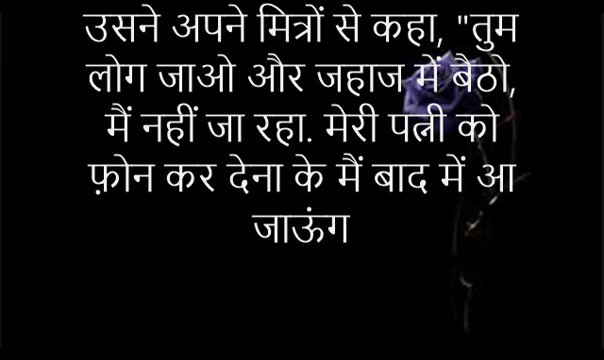 उसने अपने मित्रों से कहा, "तुम
लोग जाओ और जहाज में बैठो,
मैं नहीं जा रहा. मेरी पत्नी को
फ़ोन कर देना के मैं बाद में आ
जाऊंग